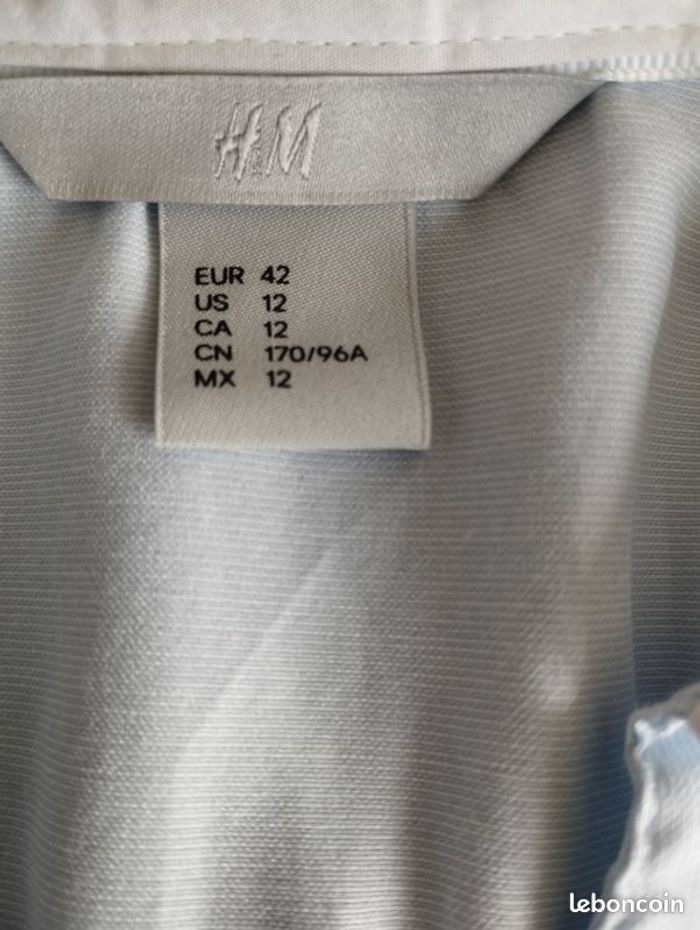 H&M
EUR 42
US 12
CA 12
CN 170/96A
MX 12
leboncoin